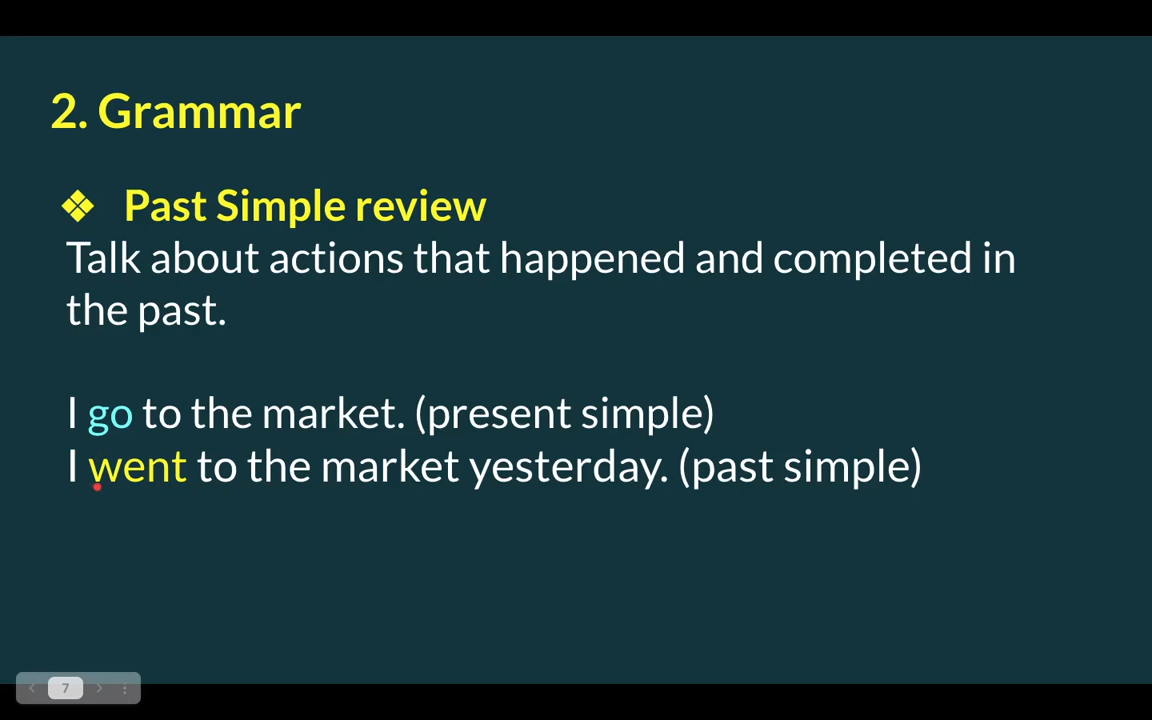 2. Grammar
❖ Past Simple review
Talk about actions that happened and completed in
the past.
I go to the market. (present simple)
I went to the market yesterday. (past simple)
7